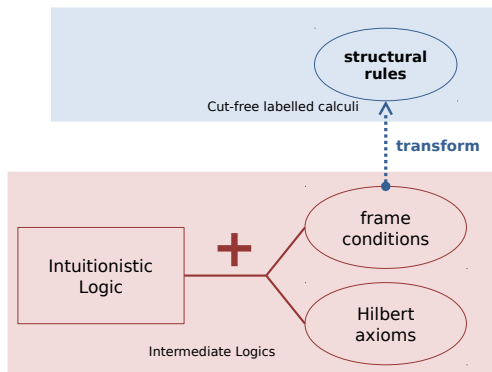 structural
rules
Cut-free labelled calculi
transform
frame
conditions
+
Intuitionistic
Logic
Hilbert
axioms
Intermediate Logics